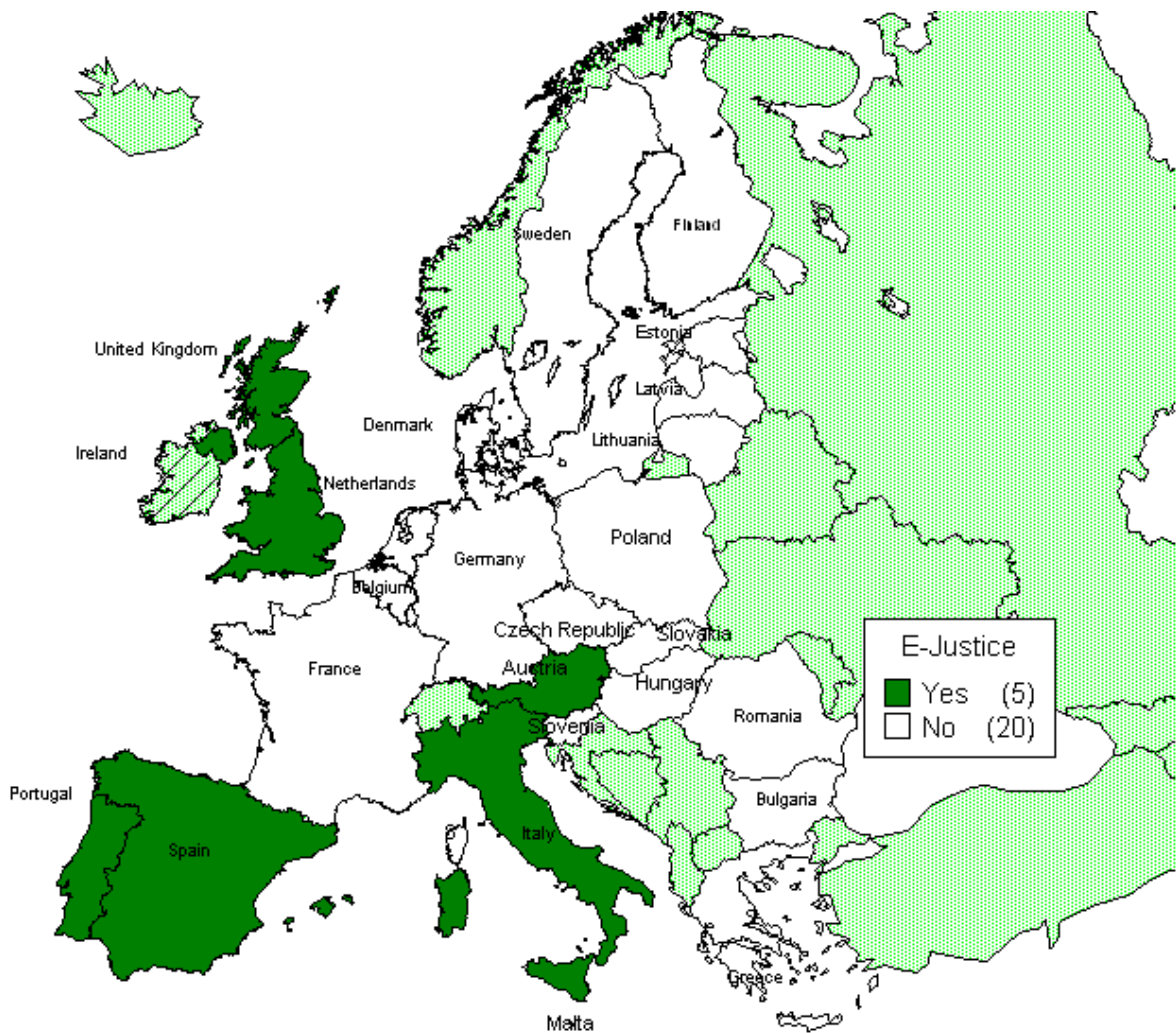 Sweden
Finland
Estonia
United Kingdom
Latvia
Denmark
Lithuania
Ireland
Netherlands
Poland
Germany
Belgium
Czech Republic
Slovakia
E-Justice
France
Austria
Hungary
Yes (5)
Romania
Slovenia
No (20)
Portugal
Bulgaria
Spain
Italy
Greece
Malta